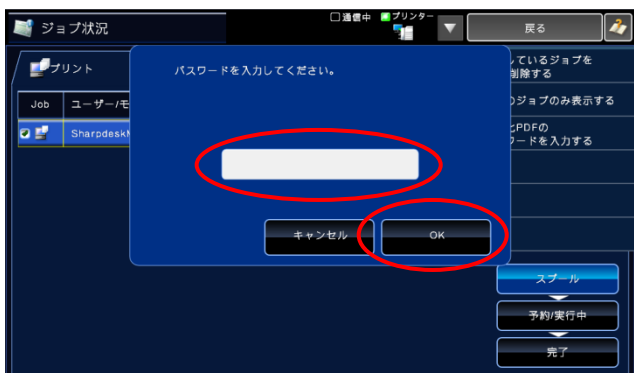 ジョブ状況
通信中
プリンター
戻る
プリント
Job
ユーザー/モ
Sharpdesk
パスワードを入力してください。
キャンセル
OK
ているジョブを
削除する
ジョブのみ表示する
PDFの
ワードを入力する
スプール
予約/実行中
完了